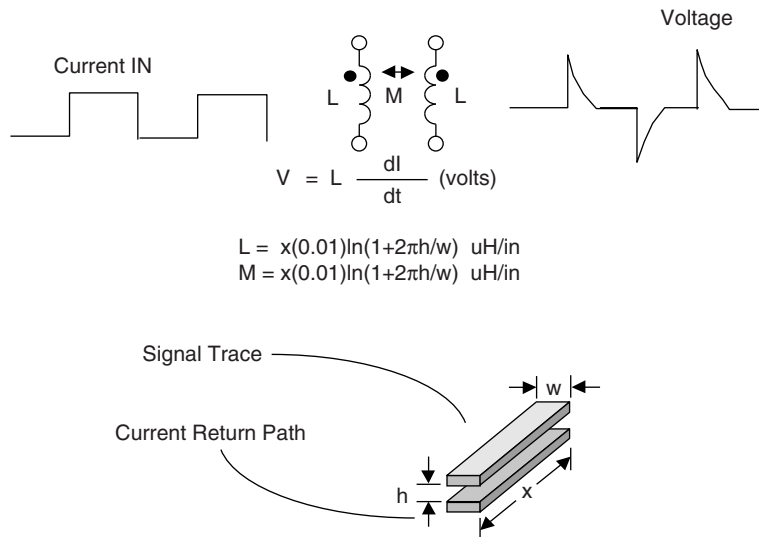 Voltage
Current IN
L M L
V = L dI/dt (volts)
L = x(0.01)ln(1+2πh/w) uH/in
M = x(0.01)ln(1+2πh/w) uH/in
Signal Trace
w
Current Return Path
h
x